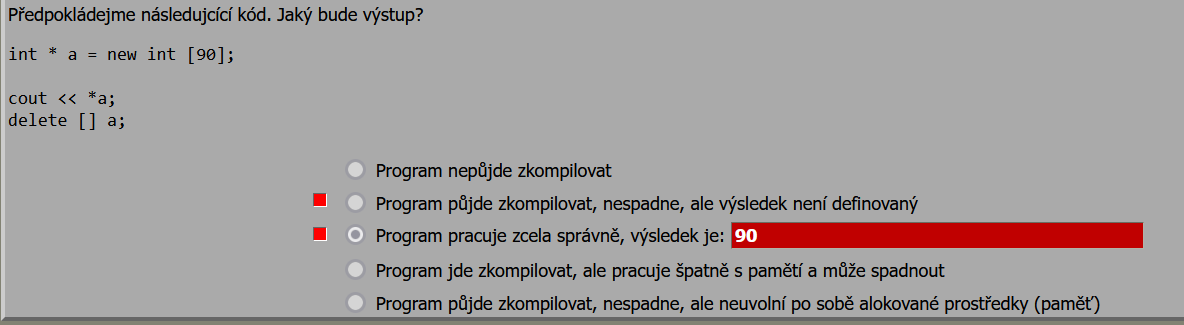 Předpokládejme následujcící kód. Jaký bude výstup?
int * a = new int [90];
cout << *a;
delete [] a;
Program nepůjde zkompilovat
Program půjde zkompilovat, nespadne, ale výsledek není definovaný
Program pracuje zcela správně, výsledek je: 90
Program jde zkompilovat, ale pracuje špatně s pamětí a může spadnout
Program půjde zkompilovat, nespadne, ale neuvolní po sobě alokované prostředky (paměť)